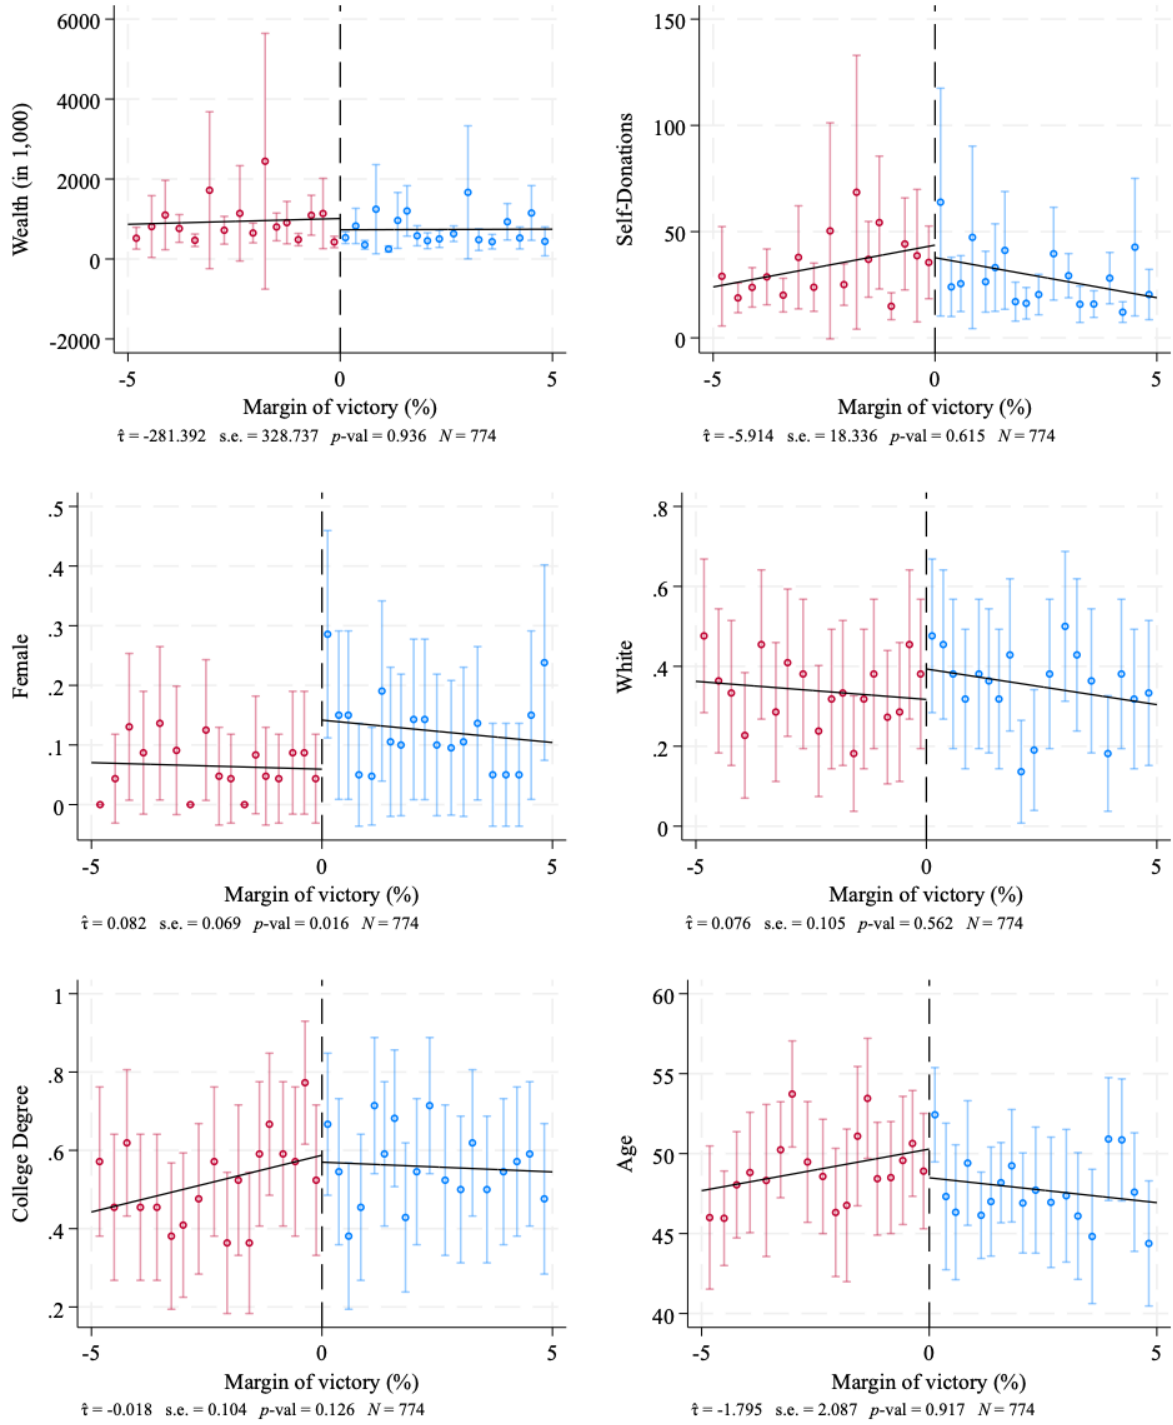 Wealth (in 1,000)
6000
4000
2000
0
-2000
-5 0 5
Margin of victory (%)
τ̂ = -281.392 s.e. = 328.737 p-val = 0.936 N = 774
Self-Donations
150
100
50
0
-5 0 5
Margin of victory (%)
τ̂ = -5.914 s.e. = 18.336 p-val = 0.615 N = 774
Female
.5
.4
.3
.2
.1
0
-5 0 5
Margin of victory (%)
τ̂ = 0.082 s.e. = 0.069 p-val = 0.016 N = 774
White
.8
.6
.4
.2
0
-5 0 5
Margin of victory (%)
τ̂ = 0.076 s.e. = 0.105 p-val = 0.562 N = 774
College Degree
1
.8
.6
.4
.2
-5 0 5
Margin of victory (%)
τ̂ = -0.018 s.e. = 0.104 p-val = 0.126 N = 774
Age
60
55
50
45
40
-5 0 5
Margin of victory (%)
τ̂ = -1.795 s.e. = 2.087 p-val = 0.917 N = 774